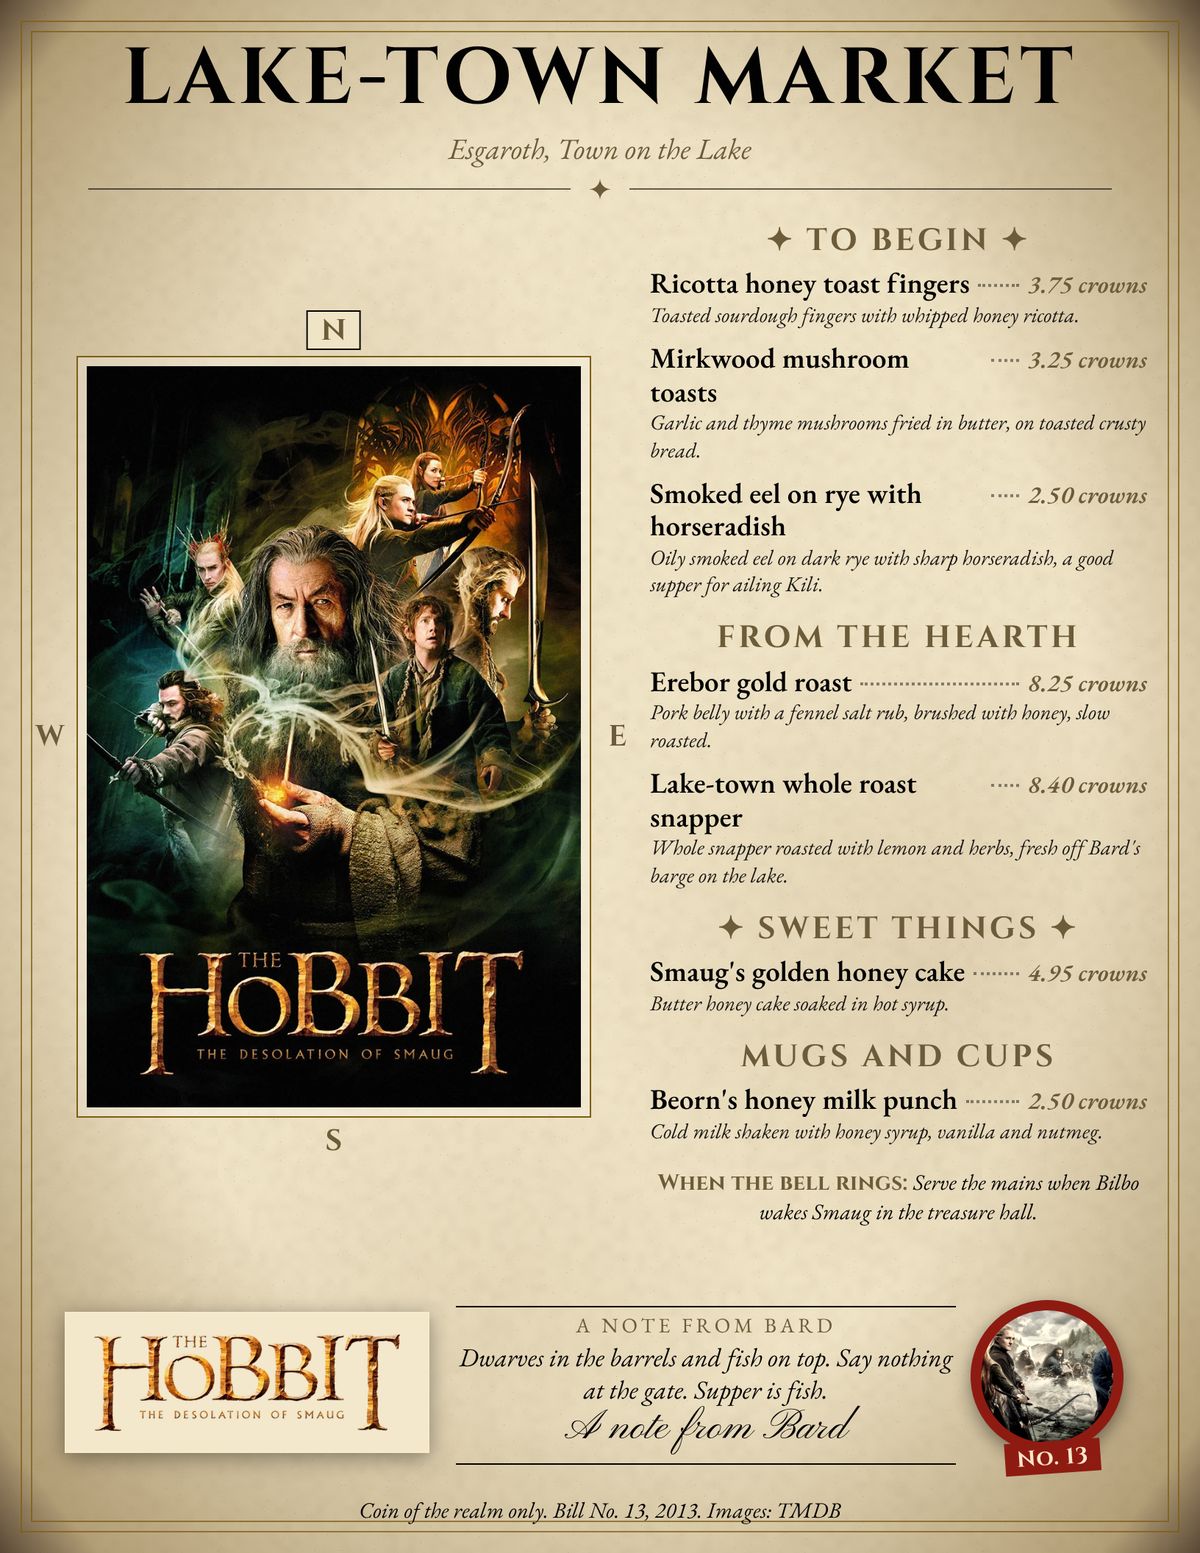 LAKE-TOWN MARKET
Esgaroth, Town on the Lake
N
W
E
S
THE HOBBIT
THE DESOLATION OF SMAUG
TO BEGIN
Ricotta honey toast fingers 3.75 crowns
Toasted sourdough fingers with whipped honey ricotta.
Mirkwood mushroom 3.25 crowns
toasts
Garlic and thyme mushrooms fried in butter, on toasted crusty
bread.
Smoked eel on rye with 2.50 crowns
horseradish
Oily smoked eel on dark rye with sharp horseradish, a good
supper for ailing Kili.
FROM THE HEARTH
Erebor gold roast 8.25 crowns
Pork belly with a fennel salt rub, brushed with honey, slow
roasted.
Lake-town whole roast 8.40 crowns
snapper
Whole snapper roasted with lemon and herbs, fresh off Bard's
barge on the lake.
SWEET THINGS
Smaug's golden honey cake 4.95 crowns
Butter honey cake soaked in hot syrup.
MUGS AND CUPS
Beorn's honey milk punch 2.50 crowns
Cold milk shaken with honey syrup, vanilla and nutmeg.
WHEN THE BELL RINGS: Serve the mains when Bilbo
wakes Smaug in the treasure hall.
THE HOBBIT
THE DESOLATION OF SMAUG
A NOTE FROM BARD
Dwarves in the barrels and fish on top. Say nothing
at the gate. Supper is fish.
A note from Bard
NO. 13
Coin of the realm only. Bill No. 13, 2013. Images: TMDB